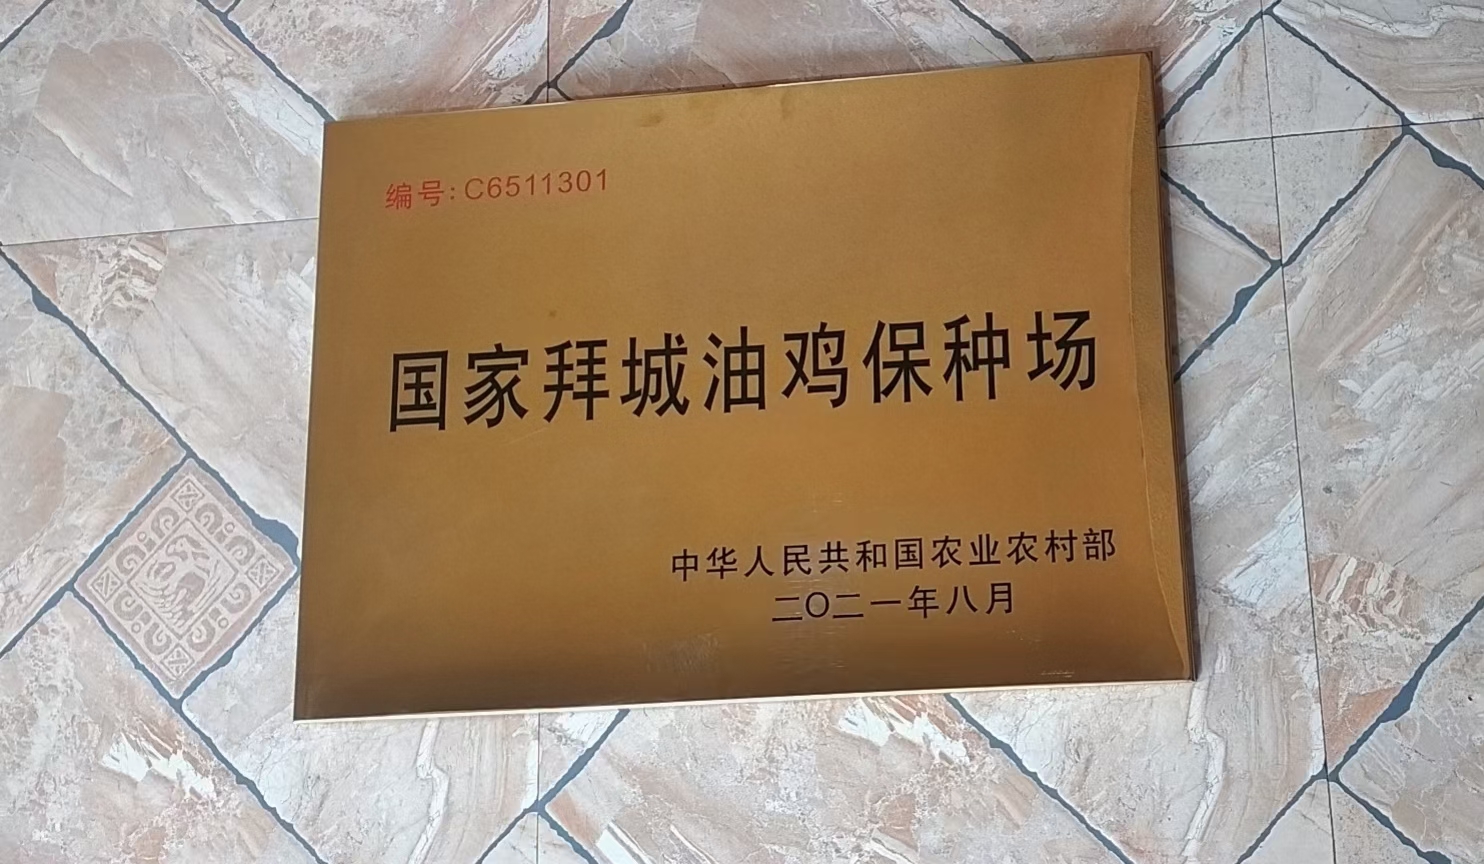 编号:C6511301
国家拜城油鸡保种场
中华人民共和国农业农村部
二〇二一年八月